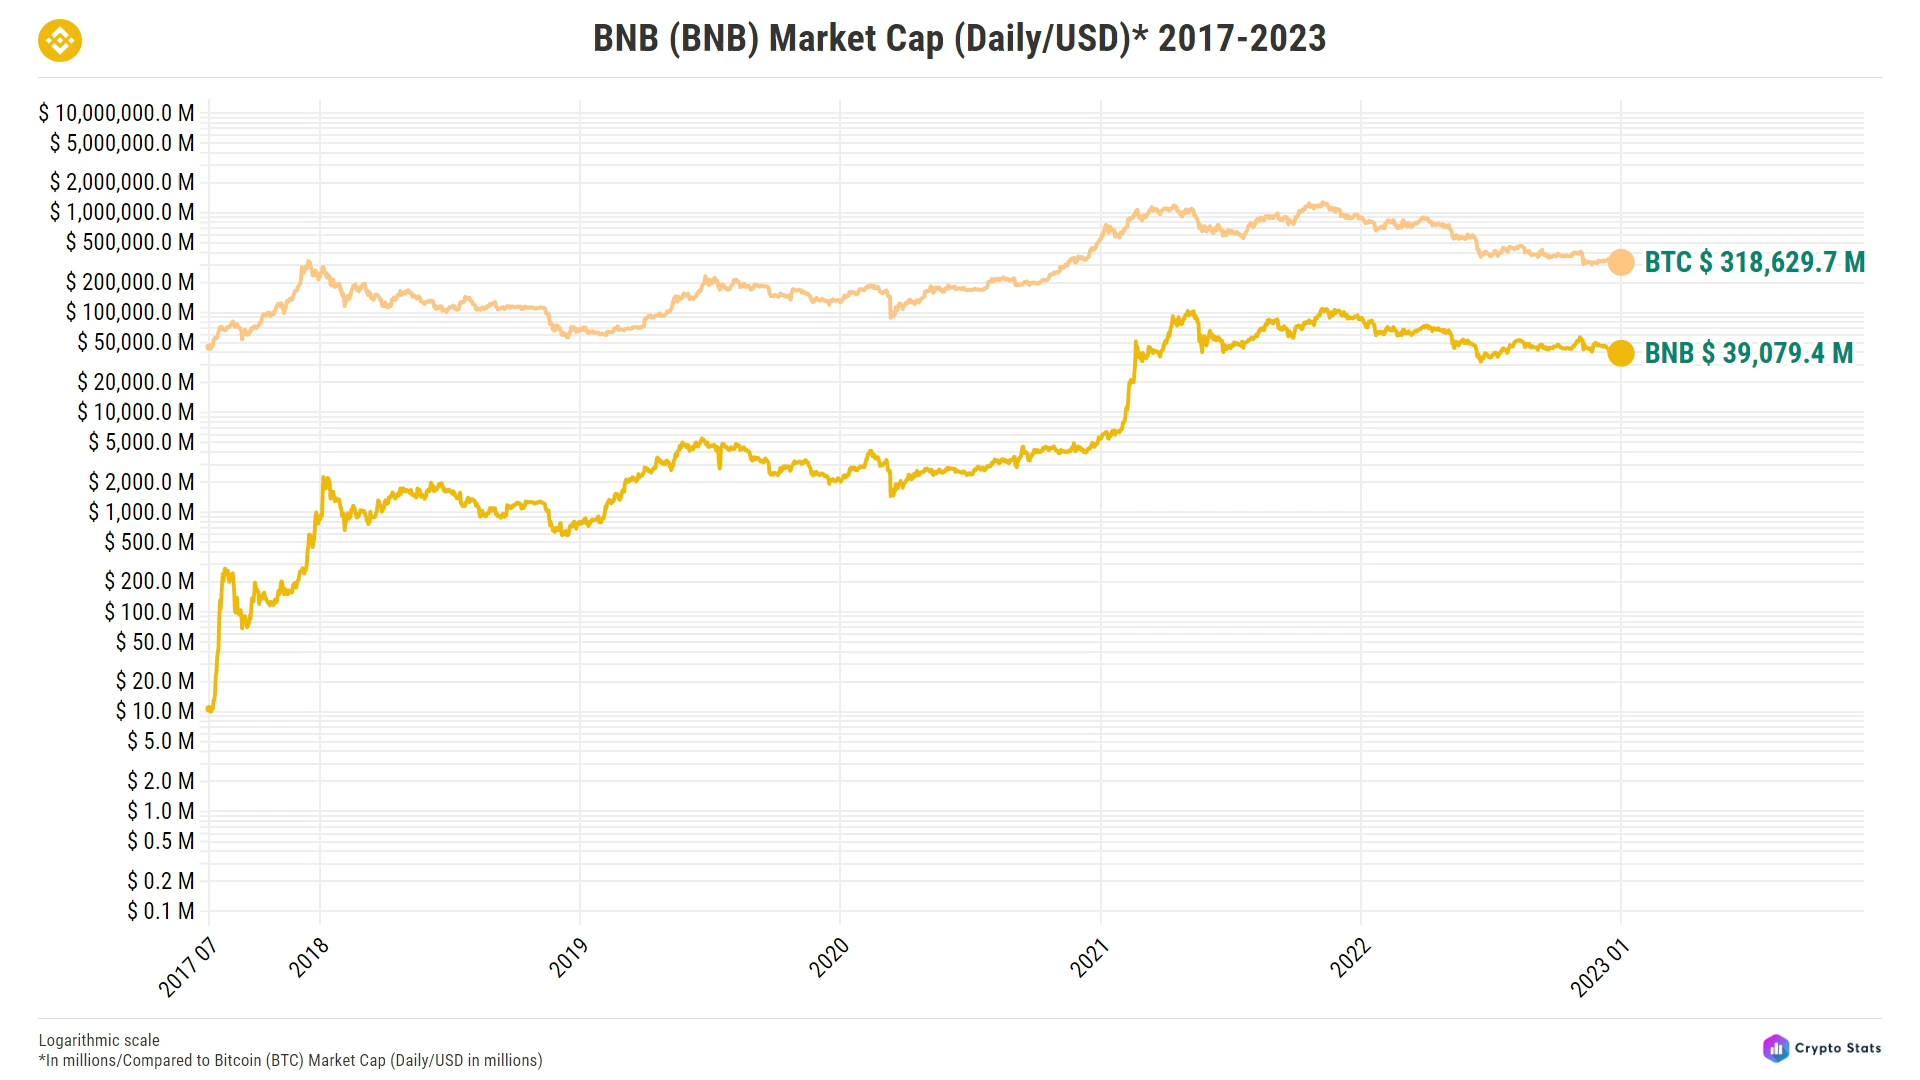 BNB (BNB) Market Cap (Daily/USD)* 2017-2023
$ 10,000,000.0 M
$ 5,000,000.0 M
$ 2,000,000.0 M
$ 1,000,000.0 M
$ 500,000.0 M
$ 200,000.0 M
$ 100,000.0 M
$ 50,000.0 M
$ 20,000.0 M
$ 10,000.0 M
$ 5,000.0 M
$ 2,000.0 M
$ 1,000.0 M
$ 500.0 M
$ 200.0 M
$ 100.0 M
$ 50.0 M
$ 20.0 M
$ 10.0 M
$ 5.0 M
$ 2.0 M
$ 1.0 M
$ 0.5 M
$ 0.2 M
$ 0.1 M
BTC $ 318,629.7 M
BNB $ 39,079.4 M
2017 07
2018
2019
2020
2021
2022
2023 01
Logarithmic scale
*In millions/Compared to Bitcoin (BTC) Market Cap (Daily/USD in millions)
Crypto Stats